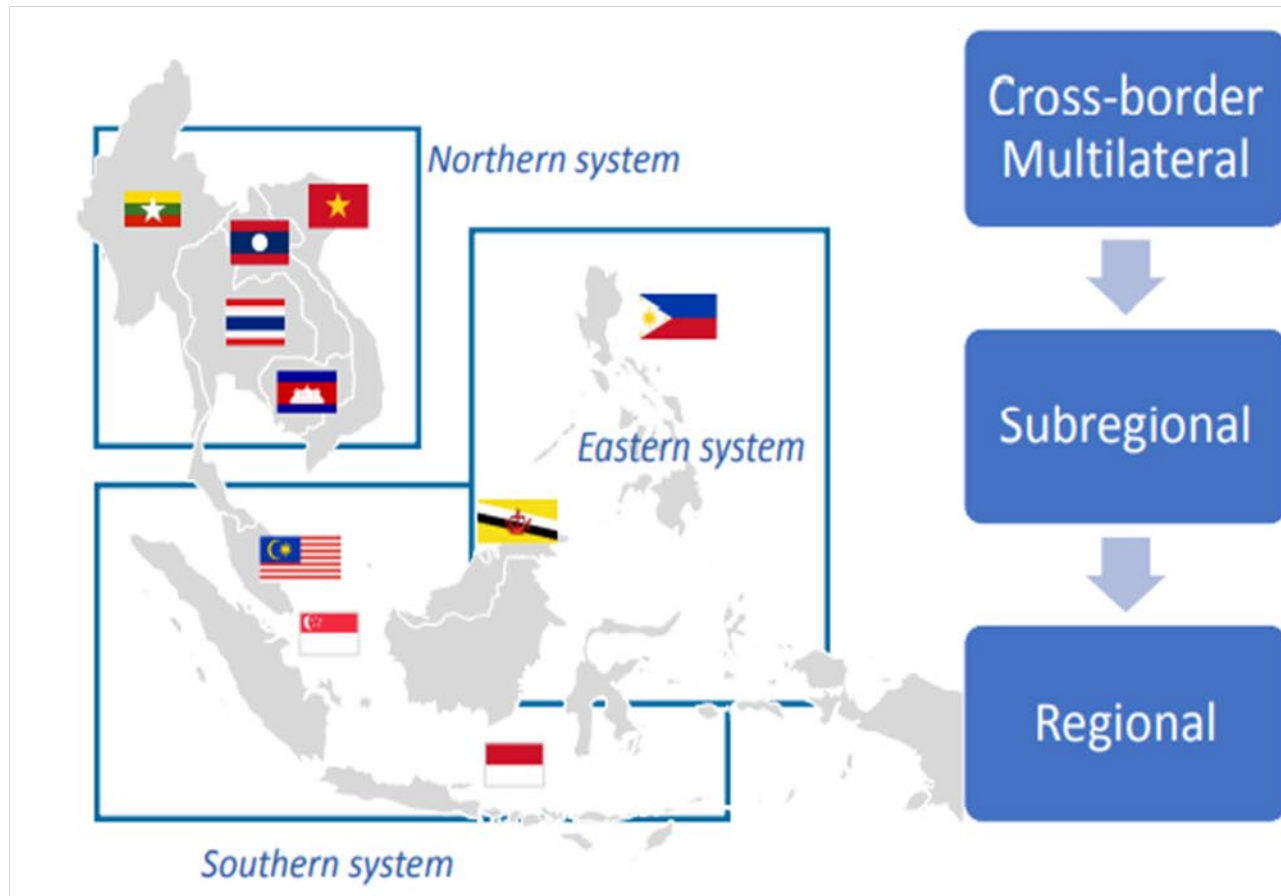 Northern system
Eastern system
Southern system
Cross-border
Multilateral
Subregional
Regional